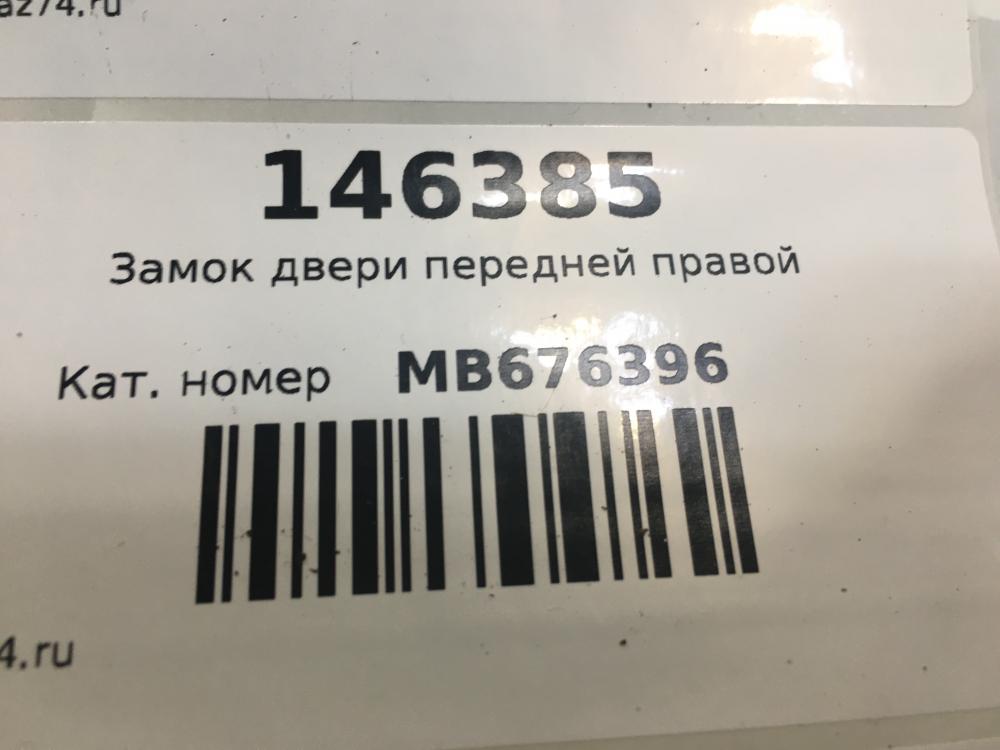 az74.ru
146385
Замок двери передней правой
Кат. номер MB676396
4.ru